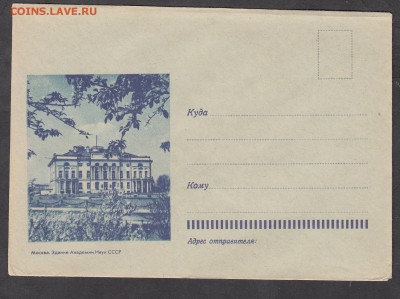 COINS.LAVE.RU
Куда
Кому
Адрес отправителя:
Москва. Здание Академии Наук СССР